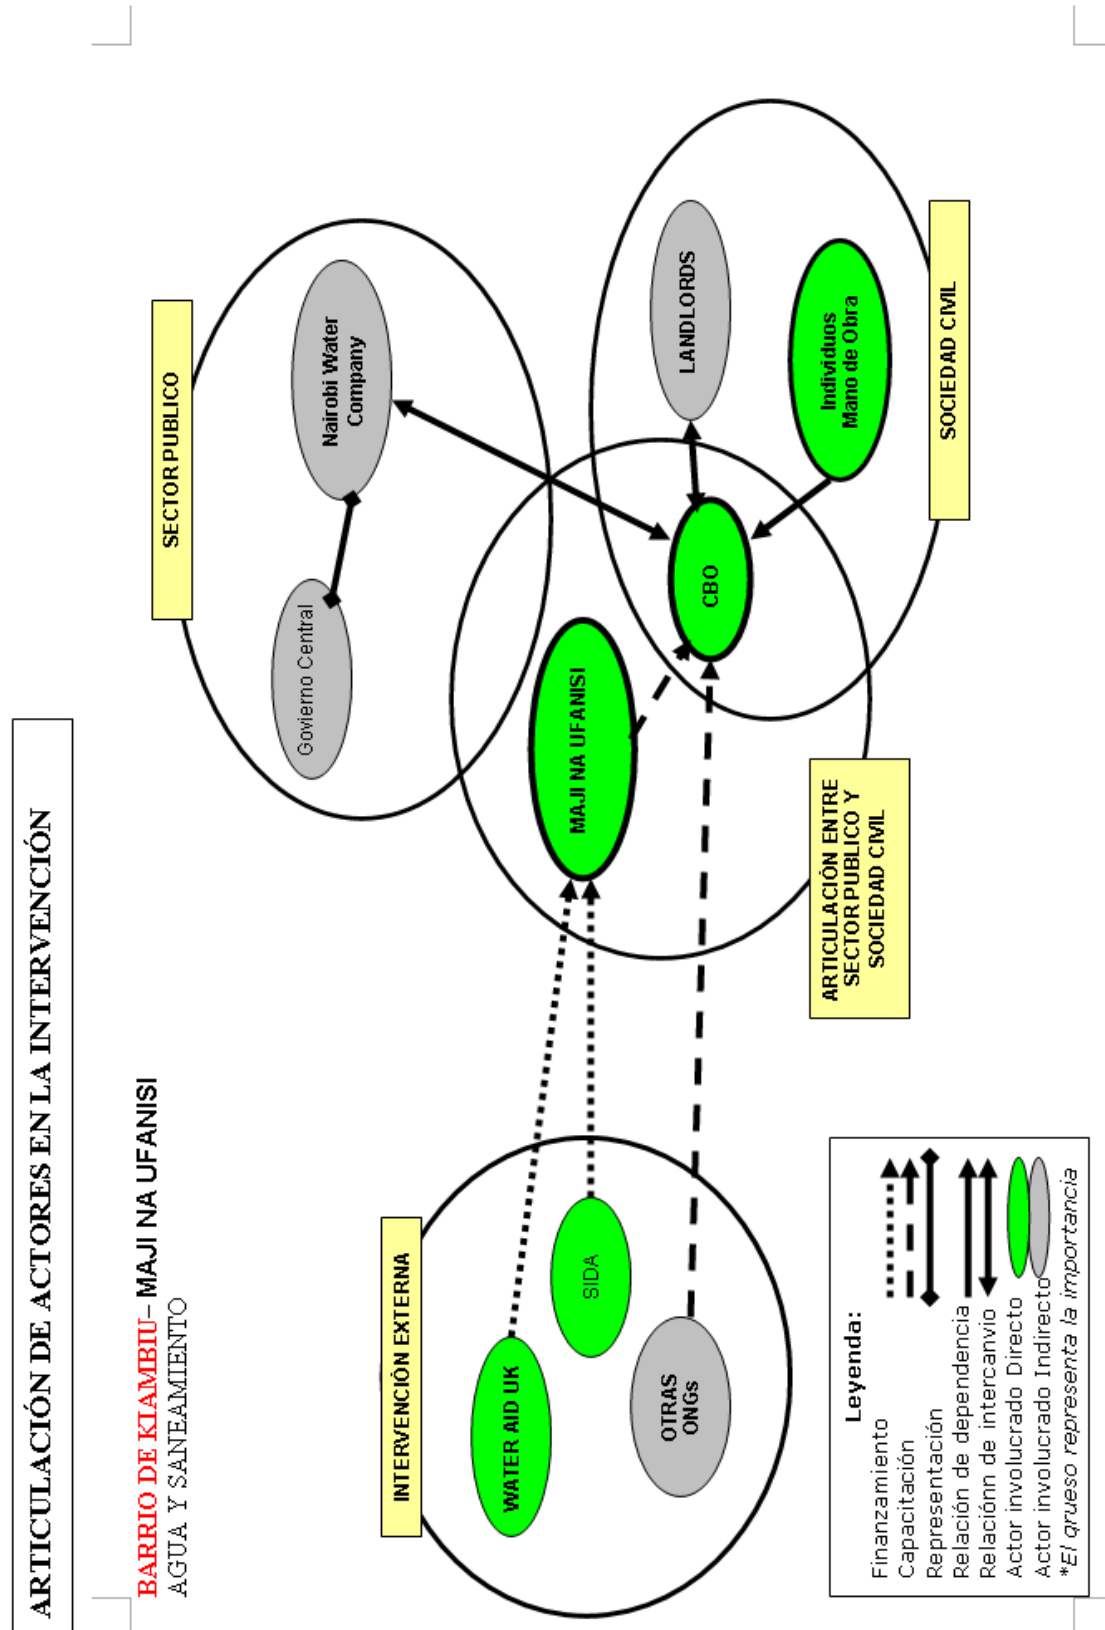 ARTICULACIÓN DE ACTORES EN LA INTERVENCIÓN
BARRIO DE KIAMBIU– MAJI NA UFANISI
AGUA Y SANEAMIENTO
INTERVENCIÓN EXTERNA
WATER AID UK
SIDA
OTRAS
ONGs
SECTOR PUBLICO
Govierno Central
Nairobi Water
Company
MAJI NA UFANISI
CBO
ARTICULACIÓN ENTRE
SECTOR PUBLICO Y
SOCIEDAD CIVIL
LANDLORDS
Individuos
Mano de Obra
SOCIEDAD CIVIL
Leyenda:
Finanzamiento
Capacitación
Representación
Relación de dependencia
Relaciónn de intercanvio
Actor involucrado Directo
Actor involucrado Indirecto
*El grueso representa la importancia